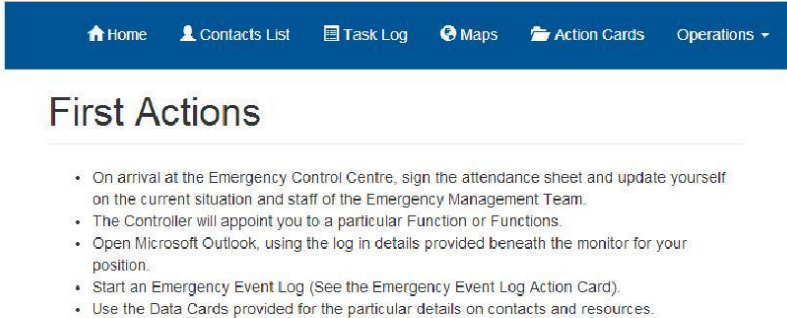 Home Contacts List Task Log Maps Action Cards Operations
First Actions
• On arrival at the Emergency Control Centre, sign the attendance sheet and update yourself
on the current situation and staff of the Emergency Management Team.
• The Controller will appoint you to a particular Function or Functions.
• Open Microsoft Outlook, using the log in details provided beneath the monitor for your
position.
• Start an Emergency Event Log (See the Emergency Event Log Action Card).
• Use the Data Cards provided for the particular details on contacts and resources.